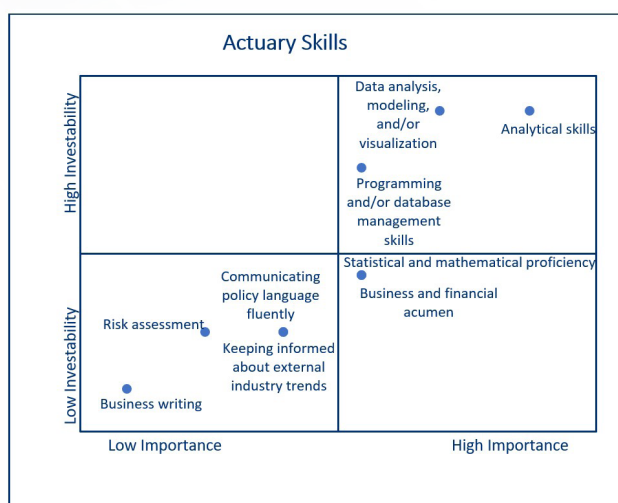 Actuary Skills
High Investability
Low Investability
Data analysis,
modeling,
and/or
visualization
Analytical skills
Programming
and/or database
management
skills
Statistical and mathematical proficiency
Business and financial
acumen
Communicating
policy language
fluently
Risk assessment
Keeping informed
about external
industry trends
Business writing
Low Importance
High Importance